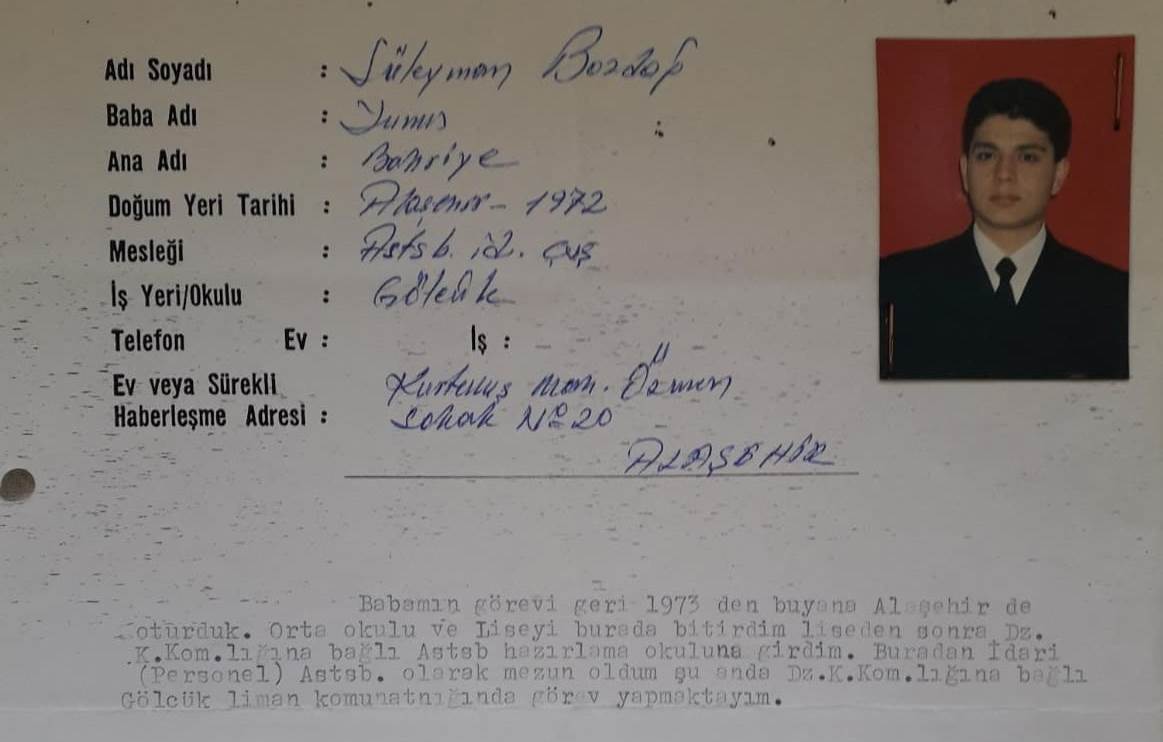 Adı Soyadı : Süleyman Bozdağ
Baba Adı : Yunus
Ana Adı : Bahriye
Doğum Yeri Tarihi : Alaşehir - 1972
Mesleği : Astsb. id. Çvş
İş Yeri/Okulu : Gölcük
Telefon Ev : İş :
Ev veya Sürekli Kurtuluş Mah. Özmen
Haberleşme Adresi : Sokak No 20
ALAŞEHİR
Babamın görevi geri 1973 den buyana Alaşehir de
oturduk. Orta okulu ve Liseyi burada bitirdim liseden sonra Dz.
K.Kom.lığına bağlı Astsb hazırlama okuluna girdim. Buradan İdari
(Personel) Astsb. olarak mezun oldum şu anda Dz.K.Kom.lığına bağlı
Gölcük liman komunatnığında görev yapmaktayım.